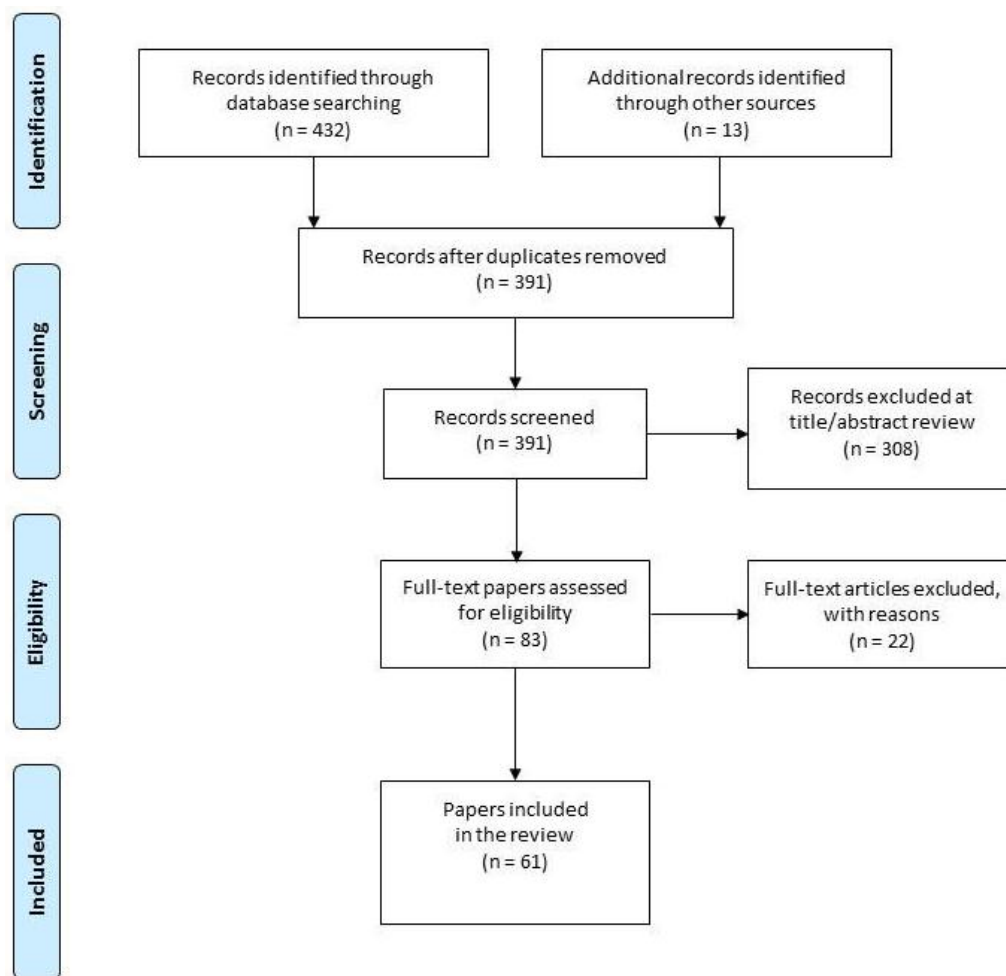 Identification
Records identified through
database searching
(n = 432)
Additional records identified
through other sources
(n = 13)
Records after duplicates removed
(n = 391)
Screening
Records screened
(n = 391)
Records excluded at
title/abstract review
(n = 308)
Eligibility
Full-text papers assessed
for eligibility
(n = 83)
Full-text articles excluded,
with reasons
(n = 22)
Included
Papers included
in the review
(n = 61)